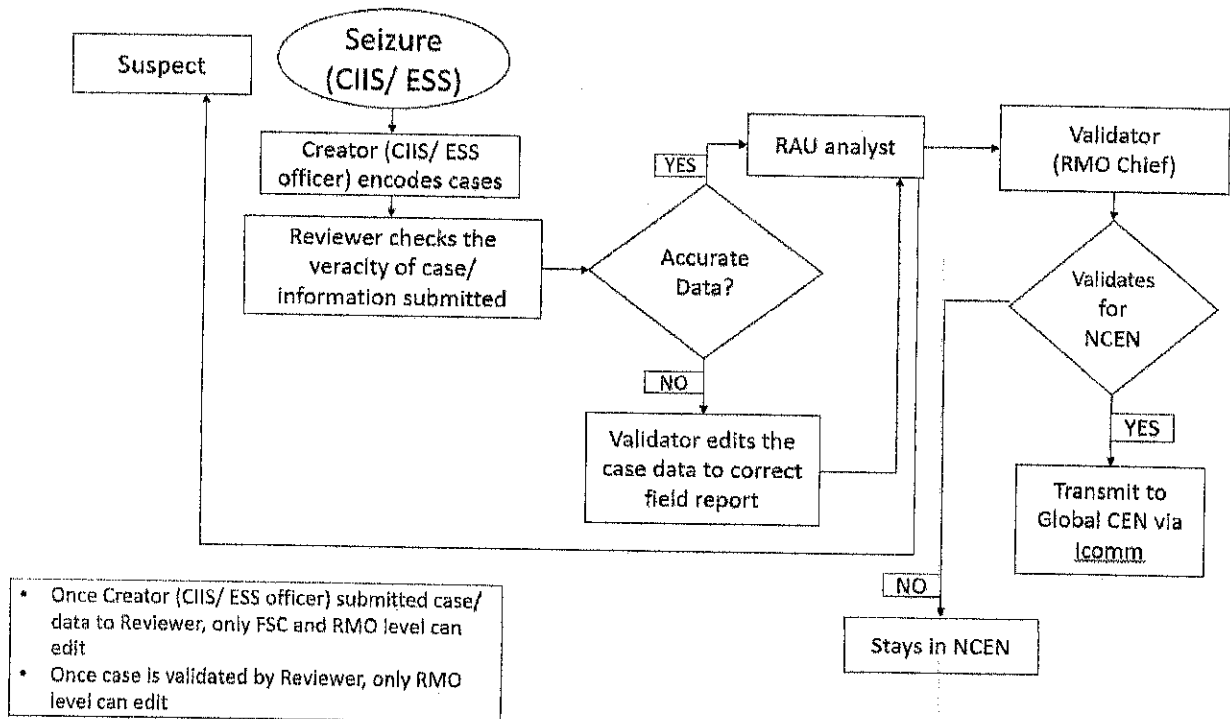 Suspect
Seizure
(CIIS/ ESS)
Creator (CIIS/ ESS
officer) encodes cases
Reviewer checks the
veracity of case/
information submitted
Accurate
Data?
YES
RAU analyst
Validator
(RMO Chief)
Validates
for
NCEN
NO
Validator edits the
case data to correct
field report
YES
Transmit to
Global CEN via
Icomm
NO
Stays in NCEN
• Once Creator (CIIS/ ESS officer) submitted case/
data to Reviewer, only FSC and RMO level can
edit
• Once case is validated by Reviewer, only RMO
level can edit